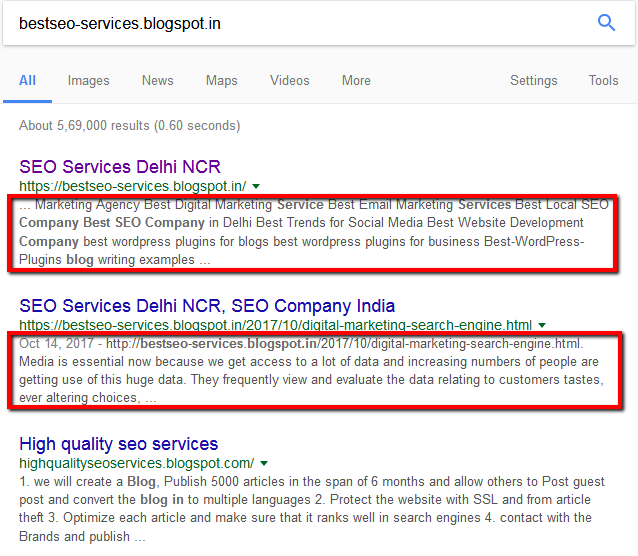 bestseo-services.blogspot.in
All Images News Maps Videos More Settings Tools
About 5,69,000 results (0.60 seconds)
SEO Services Delhi NCR
https://bestseo-services.blogspot.in/
... Marketing Agency Best Digital Marketing Service Best Email Marketing Services Best Local SEO
Company Best SEO Company in Delhi Best Trends for Social Media Best Website Development
Company best wordpress plugins for blogs best wordpress plugins for business Best-WordPress-
Plugins blog writing examples ...
SEO Services Delhi NCR, SEO Company India
https://bestseo-services.blogspot.in/2017/10/digital-marketing-search-engine.html
Oct 14, 2017 - http://bestseo-services.blogspot.in/2017/10/digital-marketing-search-engine.html.
Media is essential now because we get access to a lot of data and increasing numbers of people are
getting use of this huge data. They frequently view and evaluate the data relating to customers tastes,
ever altering choices, ...
High quality seo services
highqualityseoservices.blogspot.com/
1. we will create a Blog, Publish 5000 articles in the span of 6 months and allow others to Post guest
post and convert the blog in to multiple languages 2. Protect the website with SSL and from article
theft 3. Optimize each article and make sure that it ranks well in search engines 4. contact with the
Brands and publish ...